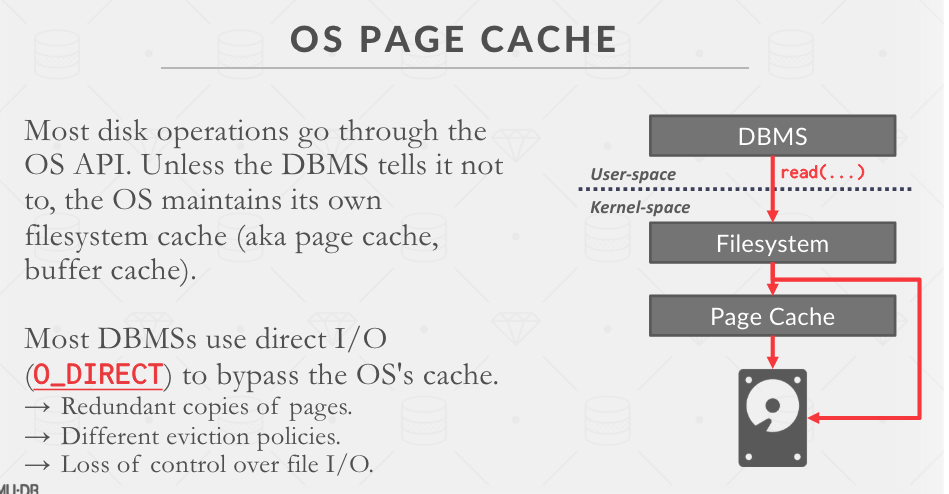 OS PAGE CACHE
Most disk operations go through the
OS API. Unless the DBMS tells it not
to, the OS maintains its own
filesystem cache (aka page cache,
buffer cache).
Most DBMSs use direct I/O
(O_DIRECT) to bypass the OS's cache.
→ Redundant copies of pages.
→ Different eviction policies.
→ Loss of control over file I/O.
DBMS
User-space
read(...)
Kernel-space
Filesystem
Page Cache